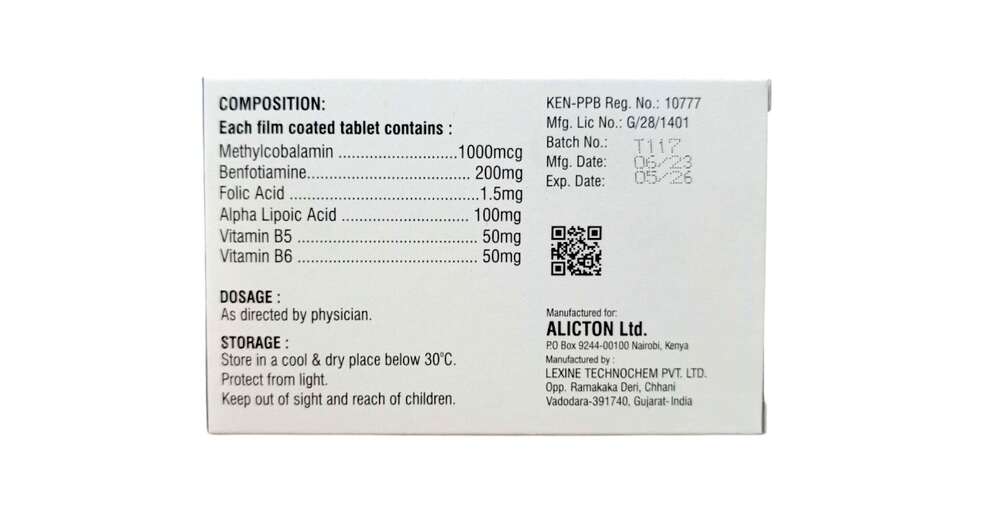 COMPOSITION:
Each film coated tablet contains :
Methylcobalamin ..........................1000mcg
Benfotiamine.................................... 200mg
Folic Acid ..........................................1.5mg
Alpha Lipoic Acid ............................ 100mg
Vitamin B5 ....................................... 50mg
Vitamin B6 ....................................... 50mg
DOSAGE :
As directed by physician.
STORAGE :
Store in a cool & dry place below 30°C.
Protect from light.
Keep out of sight and reach of children.
KEN-PPB Reg. No.: 10777
Mfg. Lic No.: G/28/1401
Batch No.: T117
Mfg. Date: 06/23
Exp. Date: 05/26
Manufactured for:
ALICTON Ltd.
P.O Box 9244-00100 Nairobi, Kenya
Manufactured by :
LEXINE TECHNOCHEM PVT. LTD.
Opp. Ramakaka Deri, Chhani
Vadodara-391740, Gujarat-India